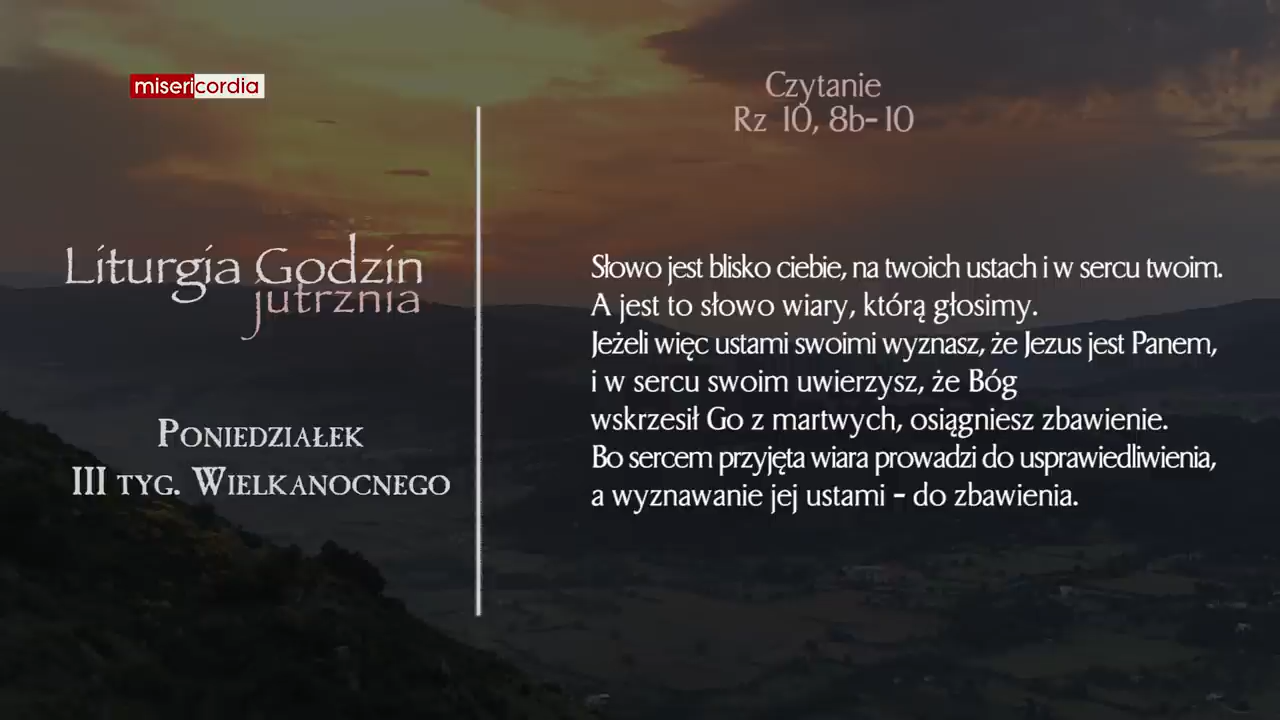 misericordia
Liturgia Godzin
jutrznia
Poniedziałek
III tyg. Wielkanocnego
Czytanie
Rz 10, 8b-10
Słowo jest blisko ciebie, na twoich ustach i w sercu twoim.
A jest to słowo wiary, którą głosimy.
Jeżeli więc ustami swoimi wyznasz, że Jezus jest Panem,
i w sercu swoim uwierzysz, że Bóg
wskrzesił Go z martwych, osiągniesz zbawienie.
Bo sercem przyjęta wiara prowadzi do usprawiedliwienia,
a wyznawanie jej ustami - do zbawienia.